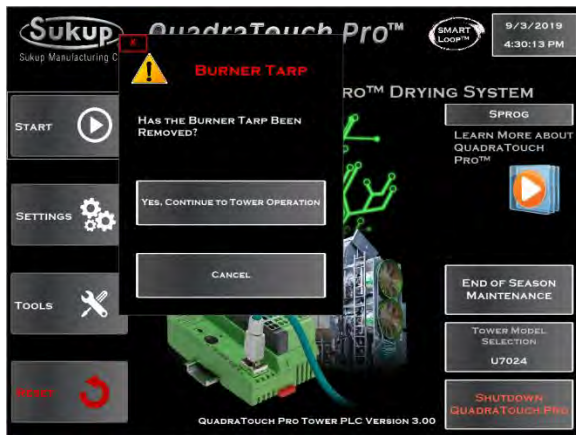 Sukup
Sukup Manufacturing C
QuadraTouch Pro™
SMART
LOOP™
9/3/2019
4:30:13 PM
x
BURNER TARP
RO™ DRYING SYSTEM
HAS THE BURNER TARP BEEN
REMOVED?
YES, CONTINUE TO TOWER OPERATION
CANCEL
START
SETTINGS
TOOLS
RESET
SPROG
LEARN MORE ABOUT
QUADRATOUCH
PRO™
END OF SEASON
MAINTENANCE
TOWER MODEL
SELECTION
U7024
SHUTDOWN
QUADRATOUCH PRO
QUADRATOUCH PRO TOWER PLC VERSION 3.00